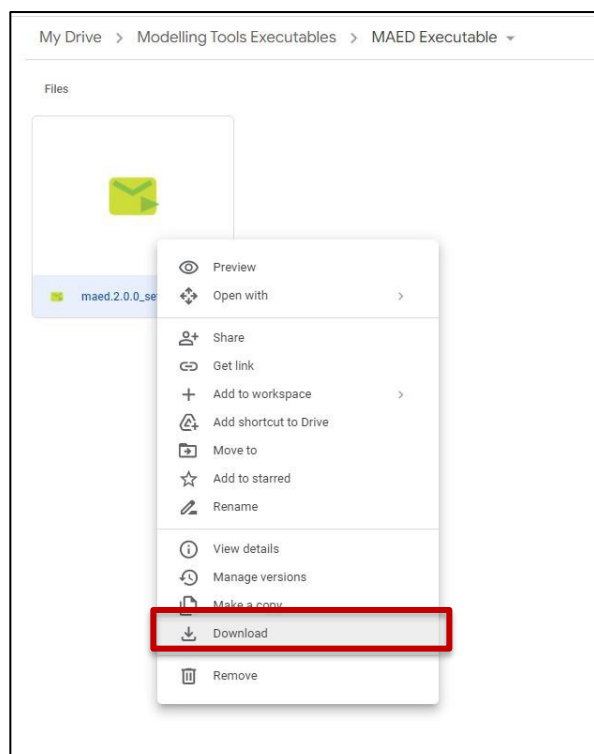 My Drive > Modelling Tools Executables > MAED Executable
Files
Preview
maed.2.0.0_se
Open with
Share
Get link
Add to workspace
Add shortcut to Drive
Move to
Add to starred
Rename
View details
Manage versions
Make a copy
Download
Remove